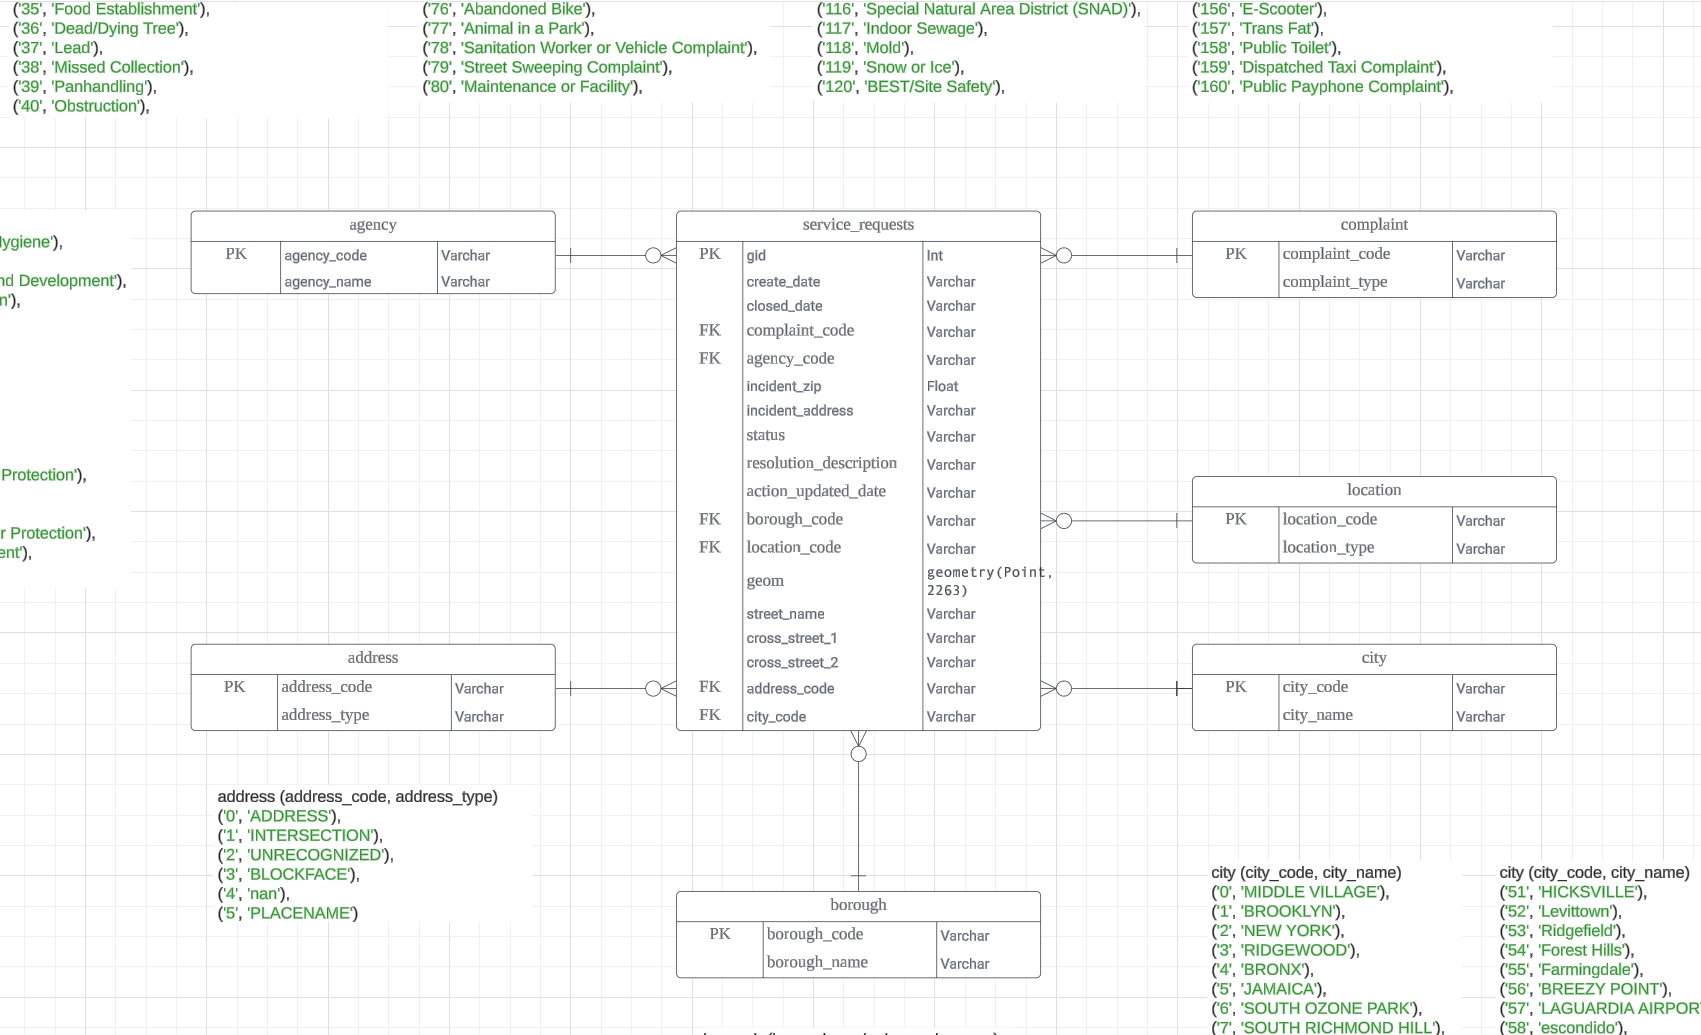 ('35', 'Food Establishment'),
('36', 'Dead/Dying Tree'),
('37', 'Lead'),
('38', 'Missed Collection'),
('39', 'Panhandling'),
('40', 'Obstruction'),
('76', 'Abandoned Bike'),
('77', 'Animal in a Park'),
('78', 'Sanitation Worker or Vehicle Complaint'),
('79', 'Street Sweeping Complaint'),
('80', 'Maintenance or Facility'),
('116', 'Special Natural Area District (SNAD)'),
('117', 'Indoor Sewage'),
('118', 'Mold'),
('119', 'Snow or Ice'),
('120', 'BEST/Site Safety'),
('156', 'E-Scooter'),
('157', 'Trans Fat'),
('158', 'Public Toilet'),
('159', 'Dispatched Taxi Complaint'),
('160', 'Public Payphone Complaint'),
ygiene'),
nd Development'),
n'),
Protection'),
r Protection'),
ent'),
agency
PK agency_code Varchar
agency_name Varchar
service_requests
PK gid Int
create_date Varchar
closed_date Varchar
FK complaint_code Varchar
FK agency_code Varchar
incident_zip Float
incident_address Varchar
status Varchar
resolution_description Varchar
action_updated_date Varchar
FK borough_code Varchar
FK location_code Varchar
geom geometry(Point,
2263)
street_name Varchar
cross_street_1 Varchar
cross_street_2 Varchar
FK address_code Varchar
FK city_code Varchar
complaint
PK complaint_code Varchar
complaint_type Varchar
location
PK location_code Varchar
location_type Varchar
address
PK address_code Varchar
address_type Varchar
city
PK city_code Varchar
city_name Varchar
address (address_code, address_type)
('0', 'ADDRESS'),
('1', 'INTERSECTION'),
('2', 'UNRECOGNIZED'),
('3', 'BLOCKFACE'),
('4', 'nan'),
('5', 'PLACENAME')
borough
PK borough_code Varchar
borough_name Varchar
city (city_code, city_name)
('0', 'MIDDLE VILLAGE'),
('1', 'BROOKLYN'),
('2', 'NEW YORK'),
('3', 'RIDGEWOOD'),
('4', 'BRONX'),
('5', 'JAMAICA'),
('6', 'SOUTH OZONE PARK'),
('7', 'SOUTH RICHMOND HILL'),
city (city_code, city_name)
('51', 'HICKSVILLE'),
('52', 'Levittown'),
('53', 'Ridgefield'),
('54', 'Forest Hills'),
('55', 'Farmingdale'),
('56', 'BREEZY POINT'),
('57', 'LAGUARDIA AIRPOR
('58', 'escondido'),